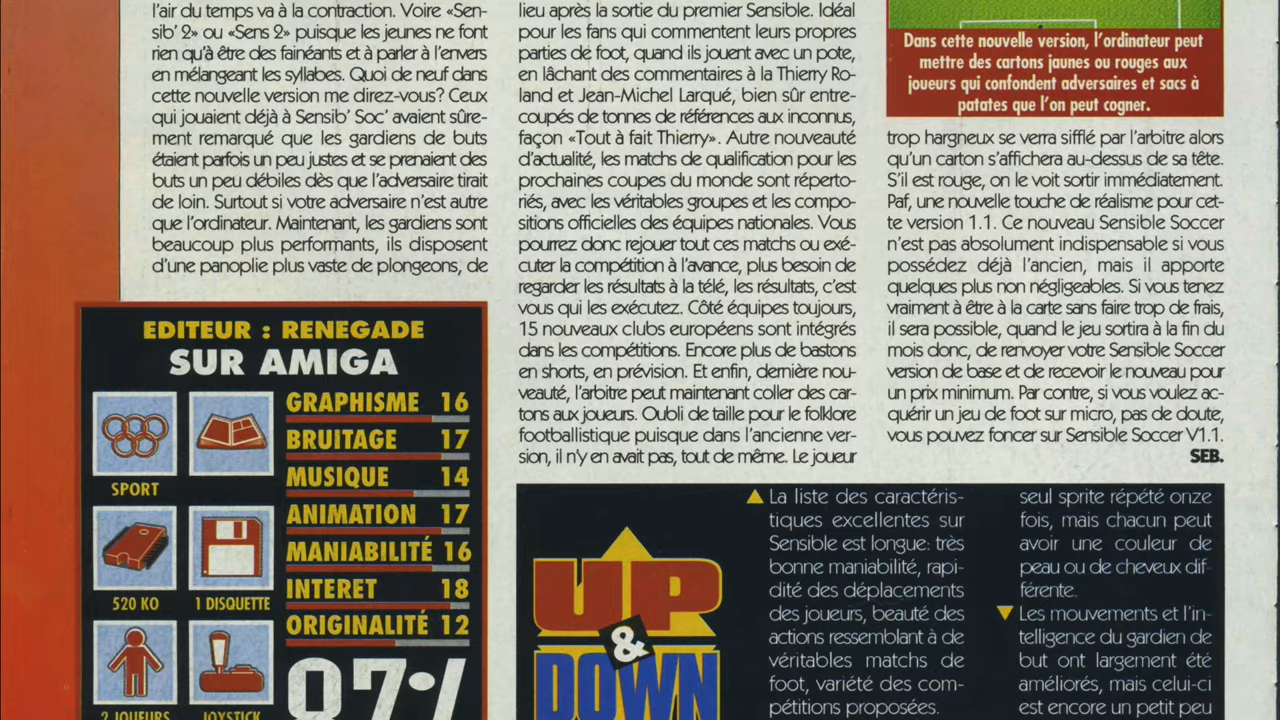 l'air du temps va à la contraction. Voire «Sen-
sib' 2» ou «Sens 2» puisque les jeunes ne font
rien qu'à être des fainéants et à parler à l'envers
en mélangeant les syllabes. Quoi de neuf dans
cette nouvelle version me direz-vous? Ceux
qui jouaient déjà à Sensib' Soc' avaient sûre-
ment remarqué que les gardiens de buts
étaient parfois un peu justes et se prenaient des
buts un peu débiles dès que l'adversaire tirait
de loin. Surtout si votre adversaire n'est autre
que l'ordinateur. Maintenant, les gardiens sont
beaucoup plus performants, ils disposent
d'une panoplie plus vaste de plongeons, de
lieu après la sortie du premier Sensible. Idéal
pour les fans qui commentent leurs propres
parties de foot, quand ils jouent avec un pote,
en lâchant des commentaires à la Thierry Ro-
land et Jean-Michel Larqué, bien sûr entre-
coupés de tonnes de références aux inconnus,
façon «Tout à fait Thierry». Autre nouveauté
d'actualité, les matchs de qualification pour les
prochaines coupes du monde sont réperto-
riés, avec les véritables groupes et les compo-
sitions officielles des équipes nationales. Vous
pourrez donc rejouer tout ces matchs ou exé-
cuter la compétition à l'avance, plus besoin de
regarder les résultats à la télé, les résultats, c'est
vous qui les exécutez. Côté équipes toujours,
15 nouveaux clubs européens sont intégrés
dans les compétitions. Encore plus de bastons
en shorts, en prévision. Et enfin, dernière nou-
veauté, l'arbitre peut maintenant coller des car-
tons aux joueurs. Oubli de taille pour le folklore
footballistique puisque dans l'ancienne ver-
sion, il n'y en avait pas, tout de même. Le joueur
Dans cette nouvelle version, l'ordinateur peut
mettre des cartons jaunes ou rouges aux
joueurs qui confondent adversaires et sacs à
patates que l'on peut cogner.
trop hargneux se verra sifflé par l'arbitre alors
qu'un carton s'affichera au-dessus de sa tête.
S'il est rouge, on le voit sortir immédiatement.
Paf, une nouvelle touche de réalisme pour cet-
te version 1.1. Ce nouveau Sensible Soccer
n'est pas absolument indispensable si vous
possédez déjà l'ancien, mais il apporte
quelques plus non négligeables. Si vous tenez
vraiment à être à la carte sans faire trop de frais,
il sera possible, quand le jeu sortira à la fin du
mois donc, de renvoyer votre Sensible Soccer
version de base et de recevoir le nouveau pour
un prix minimum. Par contre, si vous voulez ac-
quérir un jeu de foot sur micro, pas de doute,
vous pouvez foncer sur Sensible Soccer V1.1.
SEB.
EDITEUR : RENEGADE
SUR AMIGA
SPORT
520 KO
1 DISQUETTE
2 JOUEURS
JOYSTICK
GRAPHISME 16
BRUITAGE 17
MUSIQUE 14
ANIMATION 17
MANIABILITÉ 16
INTERET 18
ORIGINALITÉ 12
UP
&
DOWN
▲ La liste des caractéris-
tiques excellentes sur
Sensible est longue: très
bonne maniabilité, rapi-
dité des déplacements
des joueurs, beauté des
actions ressemblant à de
véritables matchs de
foot, variété des com-
pétitions proposées.
seul sprite répété onze
fois, mais chacun peut
avoir une couleur de
peau ou de cheveux dif-
férente.
▼ Les mouvements et l'in-
telligence du gardien de
but ont largement été
améliorés, mais celui-ci
est encore un petit peu